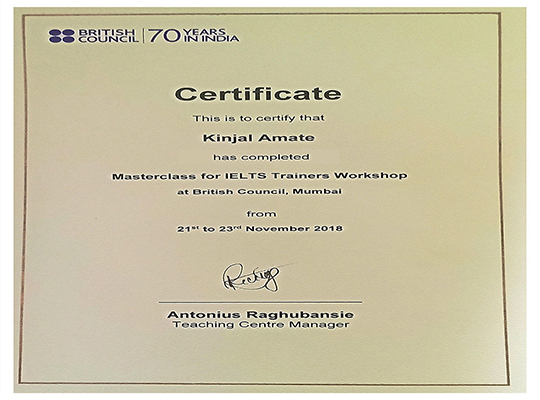 BRITISH COUNCIL | 70 YEARS IN INDIA
Certificate
This is to certify that
Kinjal Amate
has completed
Masterclass for IELTS Trainers Workshop
at British Council, Mumbai
from
21st to 23rd November 2018
Antonius Raghubansie
Teaching Centre Manager